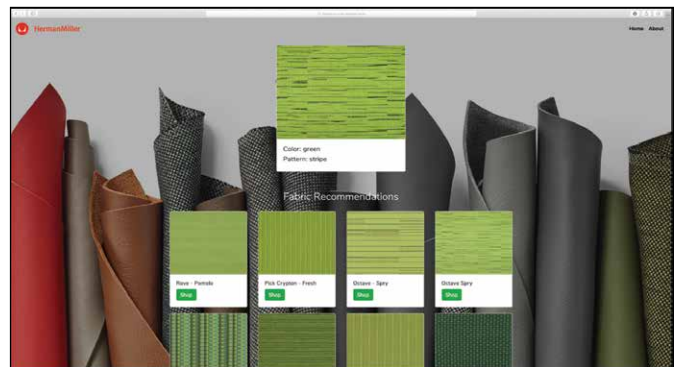 HermanMiller
Home About
Color: green
Pattern: stripe
Fabric Recommendations
Rave - Pomelo
Pick Crypton - Fresh
Octave - Spry
Octave Spry
Shop
Shop
Shop
Shop